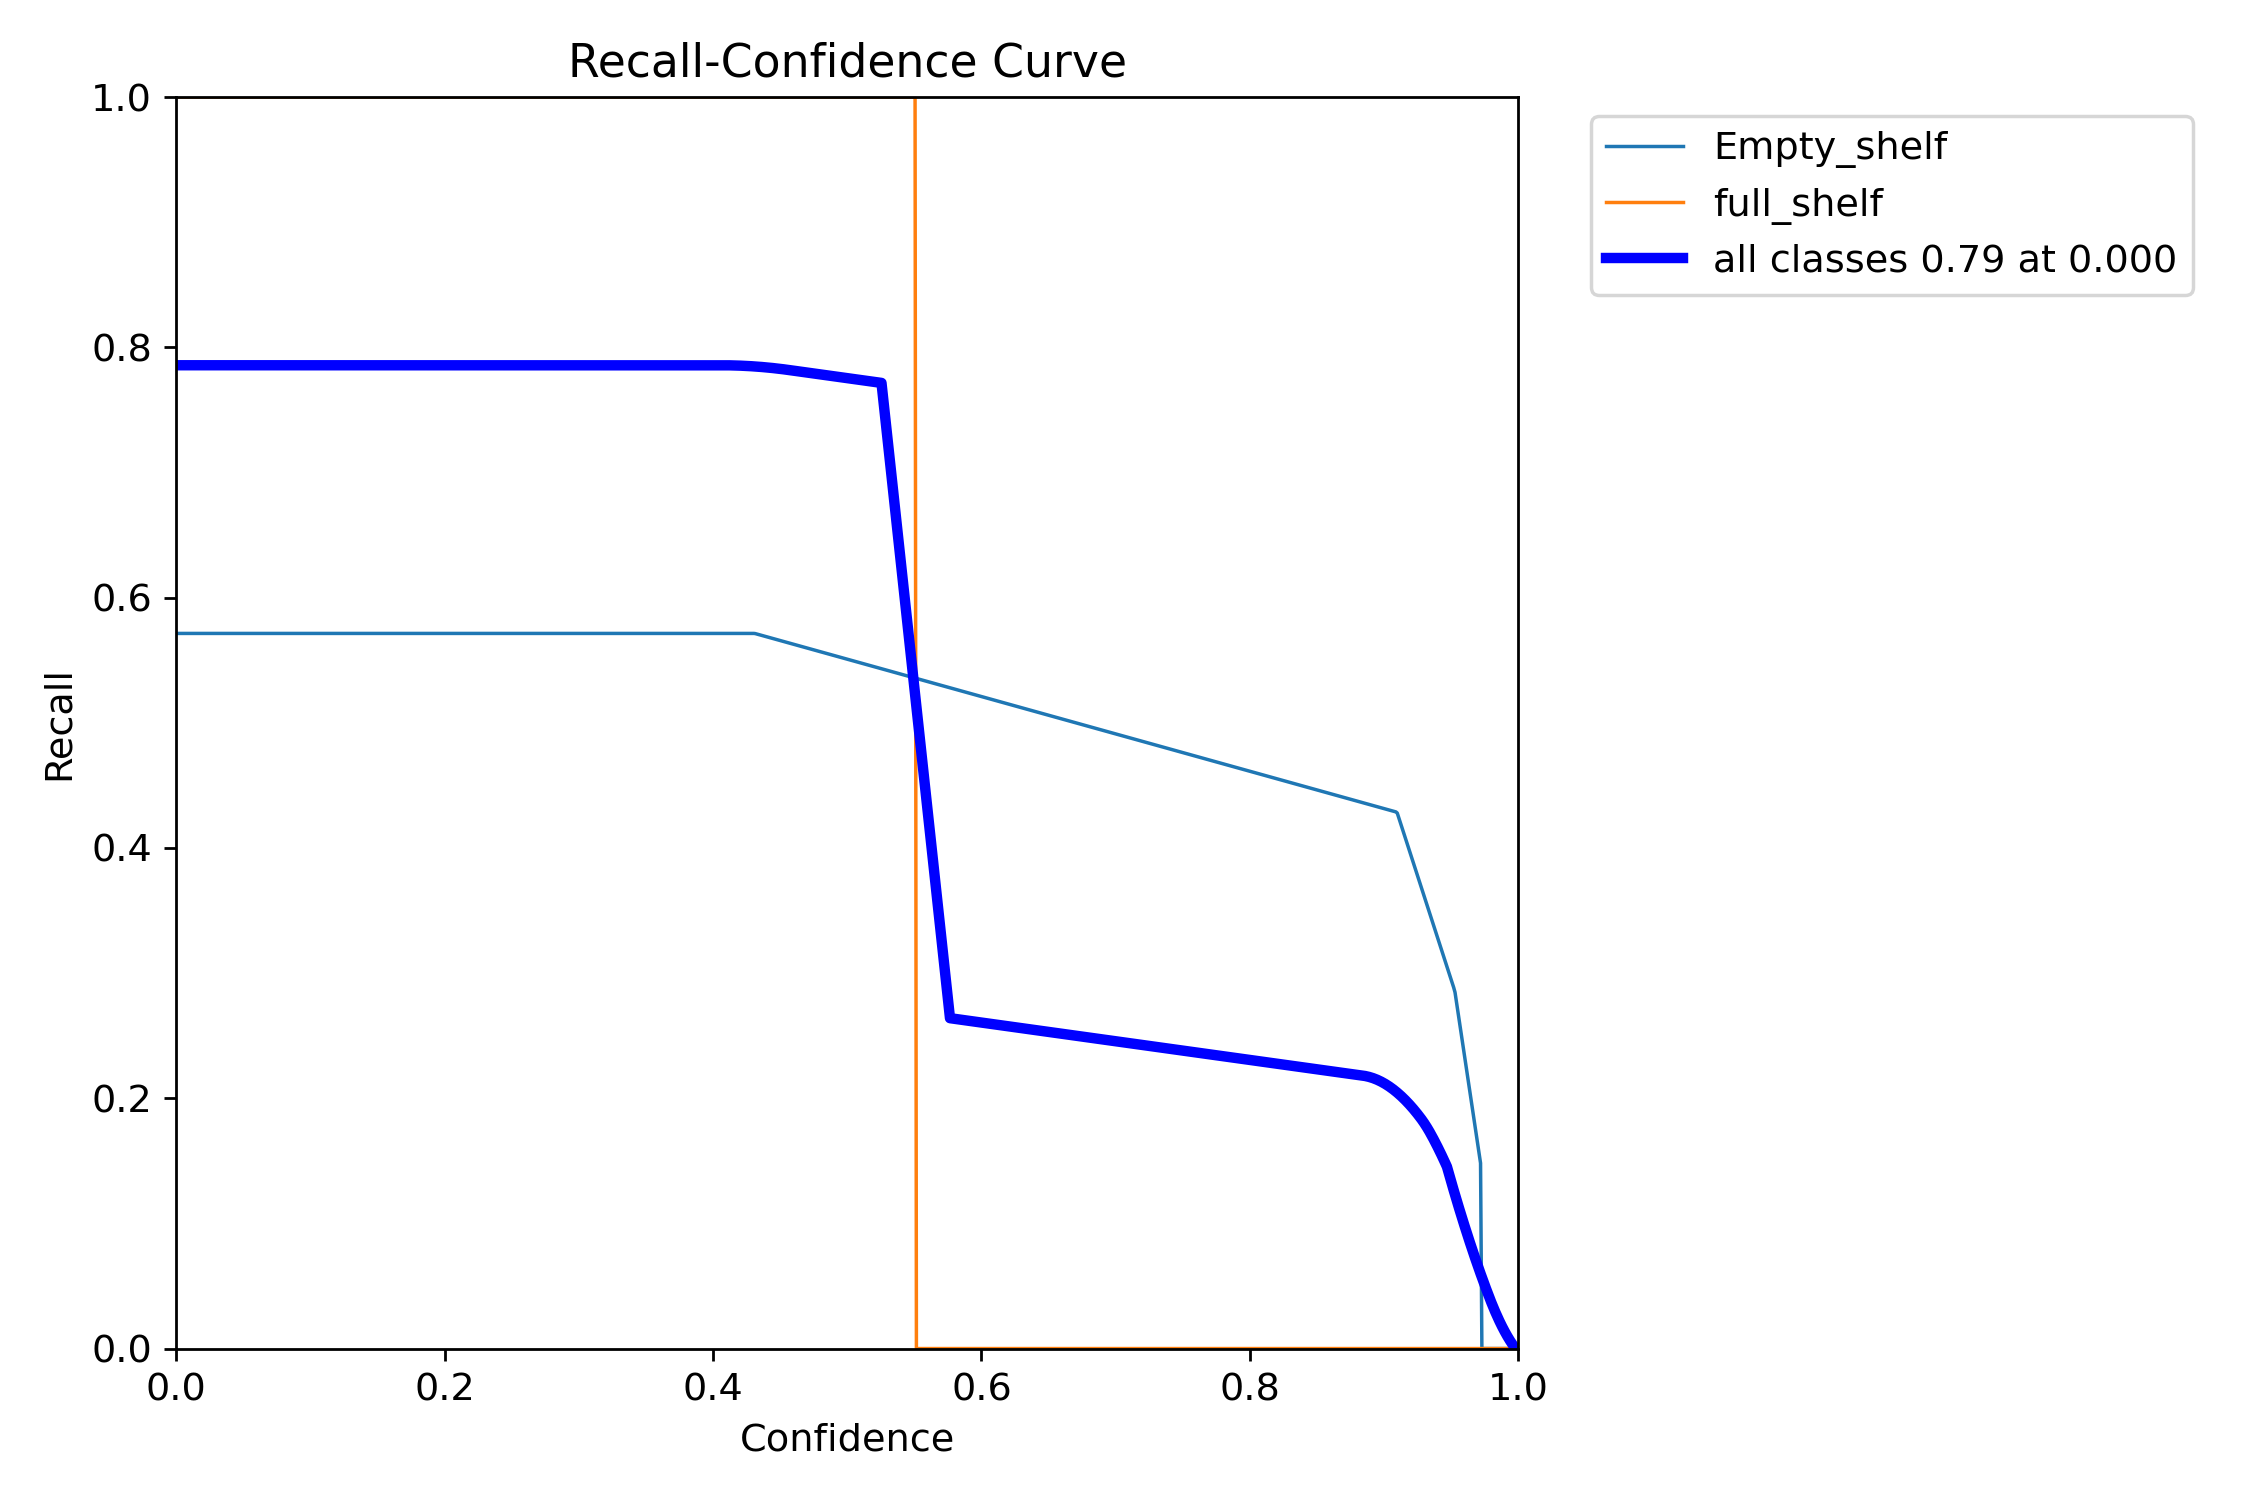 Recall-Confidence Curve
1.0
0.8
0.6
0.4
0.2
0.0
Recall
0.0 0.2 0.4 0.6 0.8 1.0
Confidence
Empty_shelf
full_shelf
all classes 0.79 at 0.000